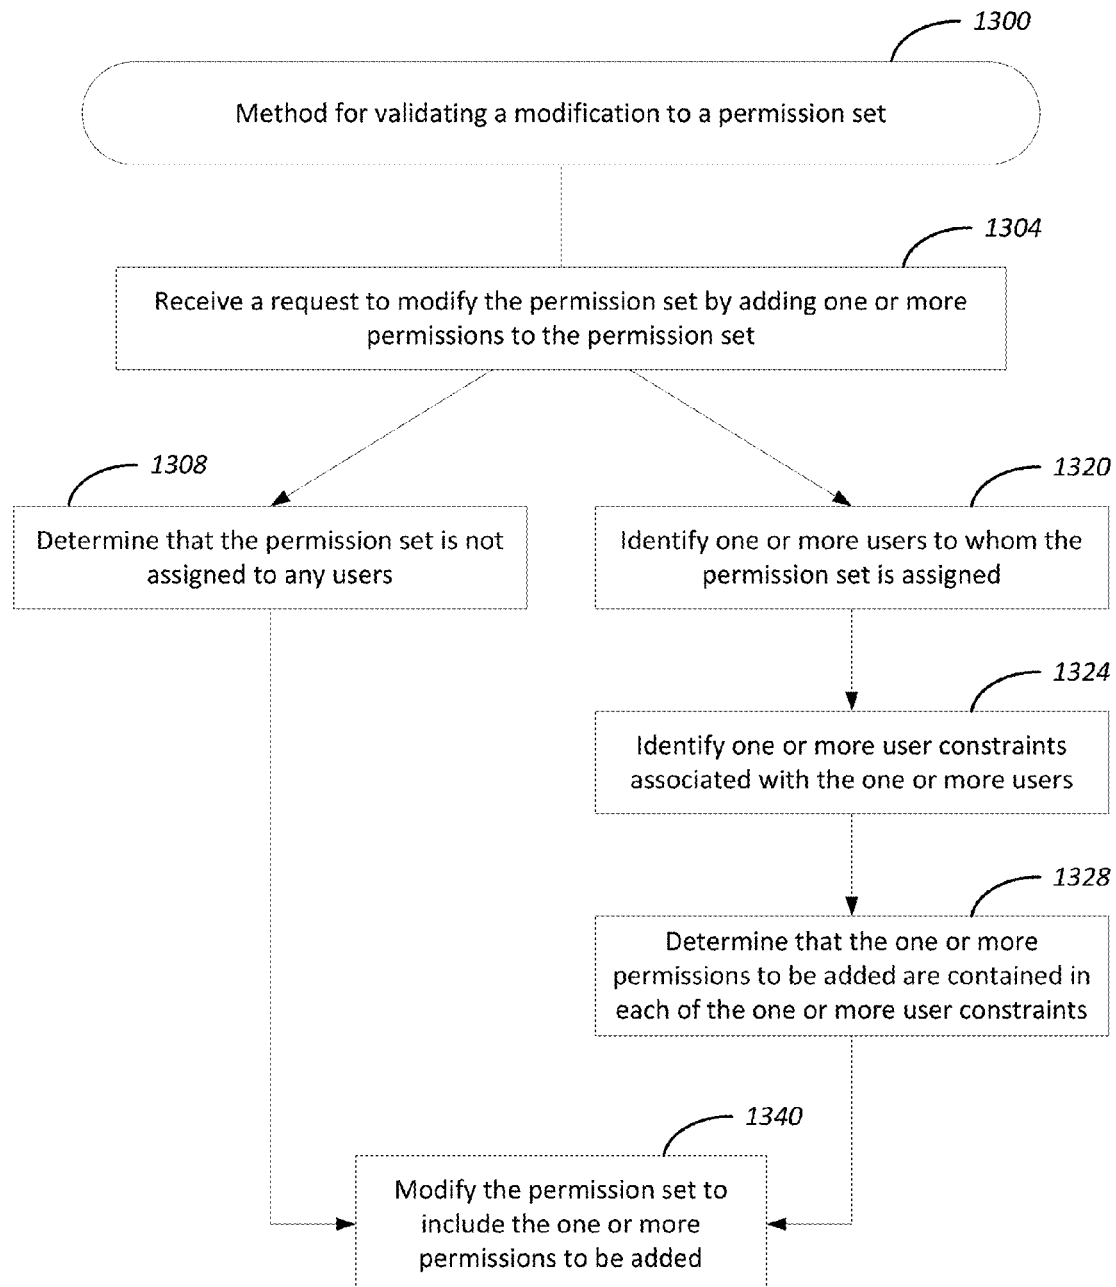 1300
Method for validating a modification to a permission set
1304
Receive a request to modify the permission set by adding one or more
permissions to the permission set
1308
Determine that the permission set is not
assigned to any users
1320
Identify one or more users to whom the
permission set is assigned
1324
Identify one or more user constraints
associated with the one or more users
1328
Determine that the one or more
permissions to be added are contained in
each of the one or more user constraints
1340
Modify the permission set to
include the one or more
permissions to be added